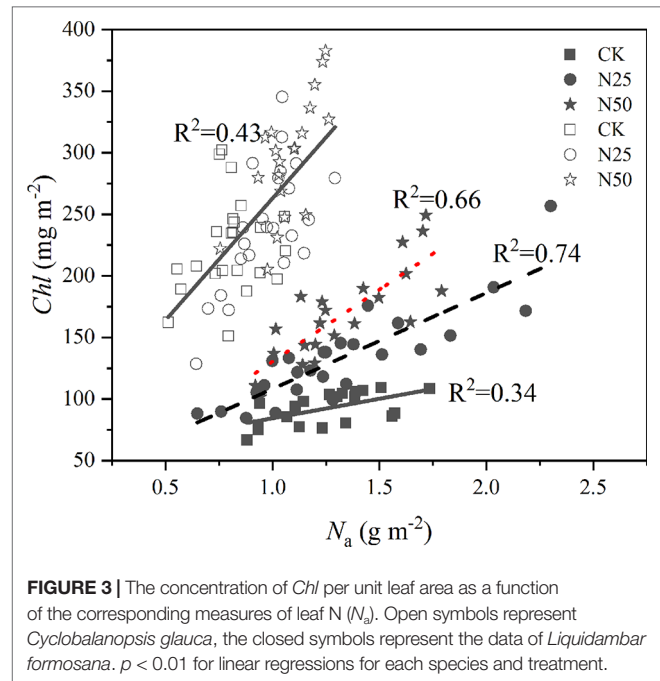 400
350
300
250
200
150
100
50
Chl (mg m⁻²)
R²=0.43
R²=0.66
R²=0.74
R²=0.34
CK
N25
N50
CK
N25
N50
0.5 1.0 1.5 2.0 2.5
Nₐ (g m⁻²)
FIGURE 3 | The concentration of Chl per unit leaf area as a function
of the corresponding measures of leaf N (Nₐ). Open symbols represent
Cyclobalanopsis glauca, the closed symbols represent the data of Liquidambar
formosana. p < 0.01 for linear regressions for each species and treatment.